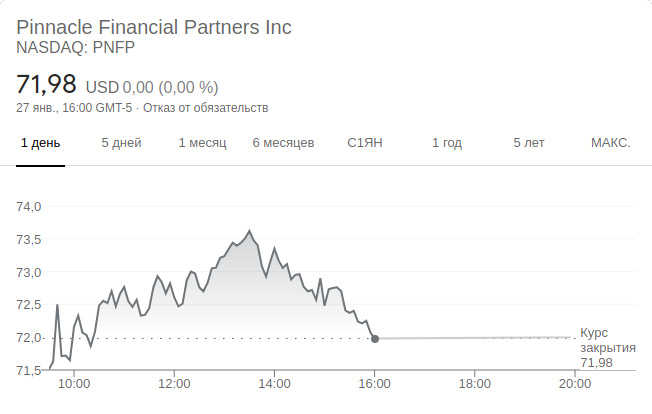 Pinnacle Financial Partners Inc
NASDAQ: PNFP
71,98 USD 0,00 (0,00 %)
27 янв., 16:00 GMT-5 · Отказ от обязательств
1 день 5 дней 1 месяц 6 месяцев С1ЯН 1 год 5 лет МАКС.
74,0
73,5
73,0
72,5
72,0
71,5
Курс
закрытия
71,98
10:00 12:00 14:00 16:00 18:00 20:00